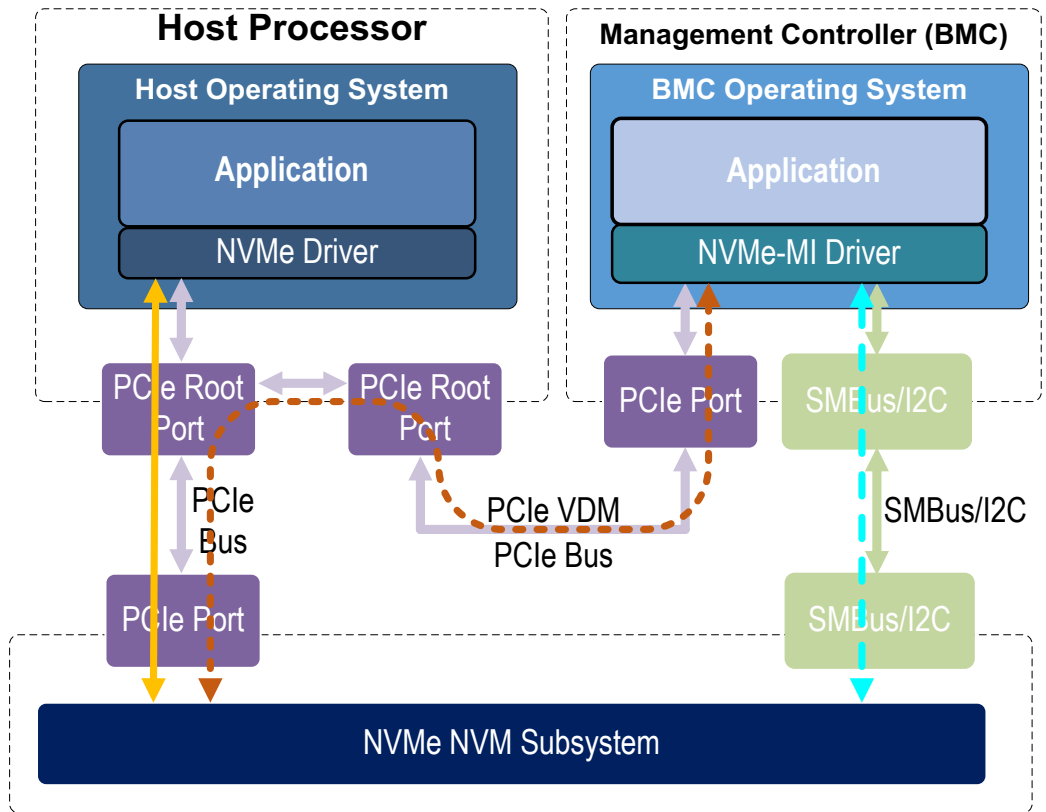 Host Processor
Management Controller (BMC)
Host Operating System
BMC Operating System
Application
Application
NVMe Driver
NVMe-MI Driver
PCIe Root
Port
PCIe Root
Port
PCIe Port
SMBus/I2C
PCIe
Bus
PCIe VDM
PCIe Bus
SMBus/I2C
PCIe Port
SMBus/I2C
NVMe NVM Subsystem